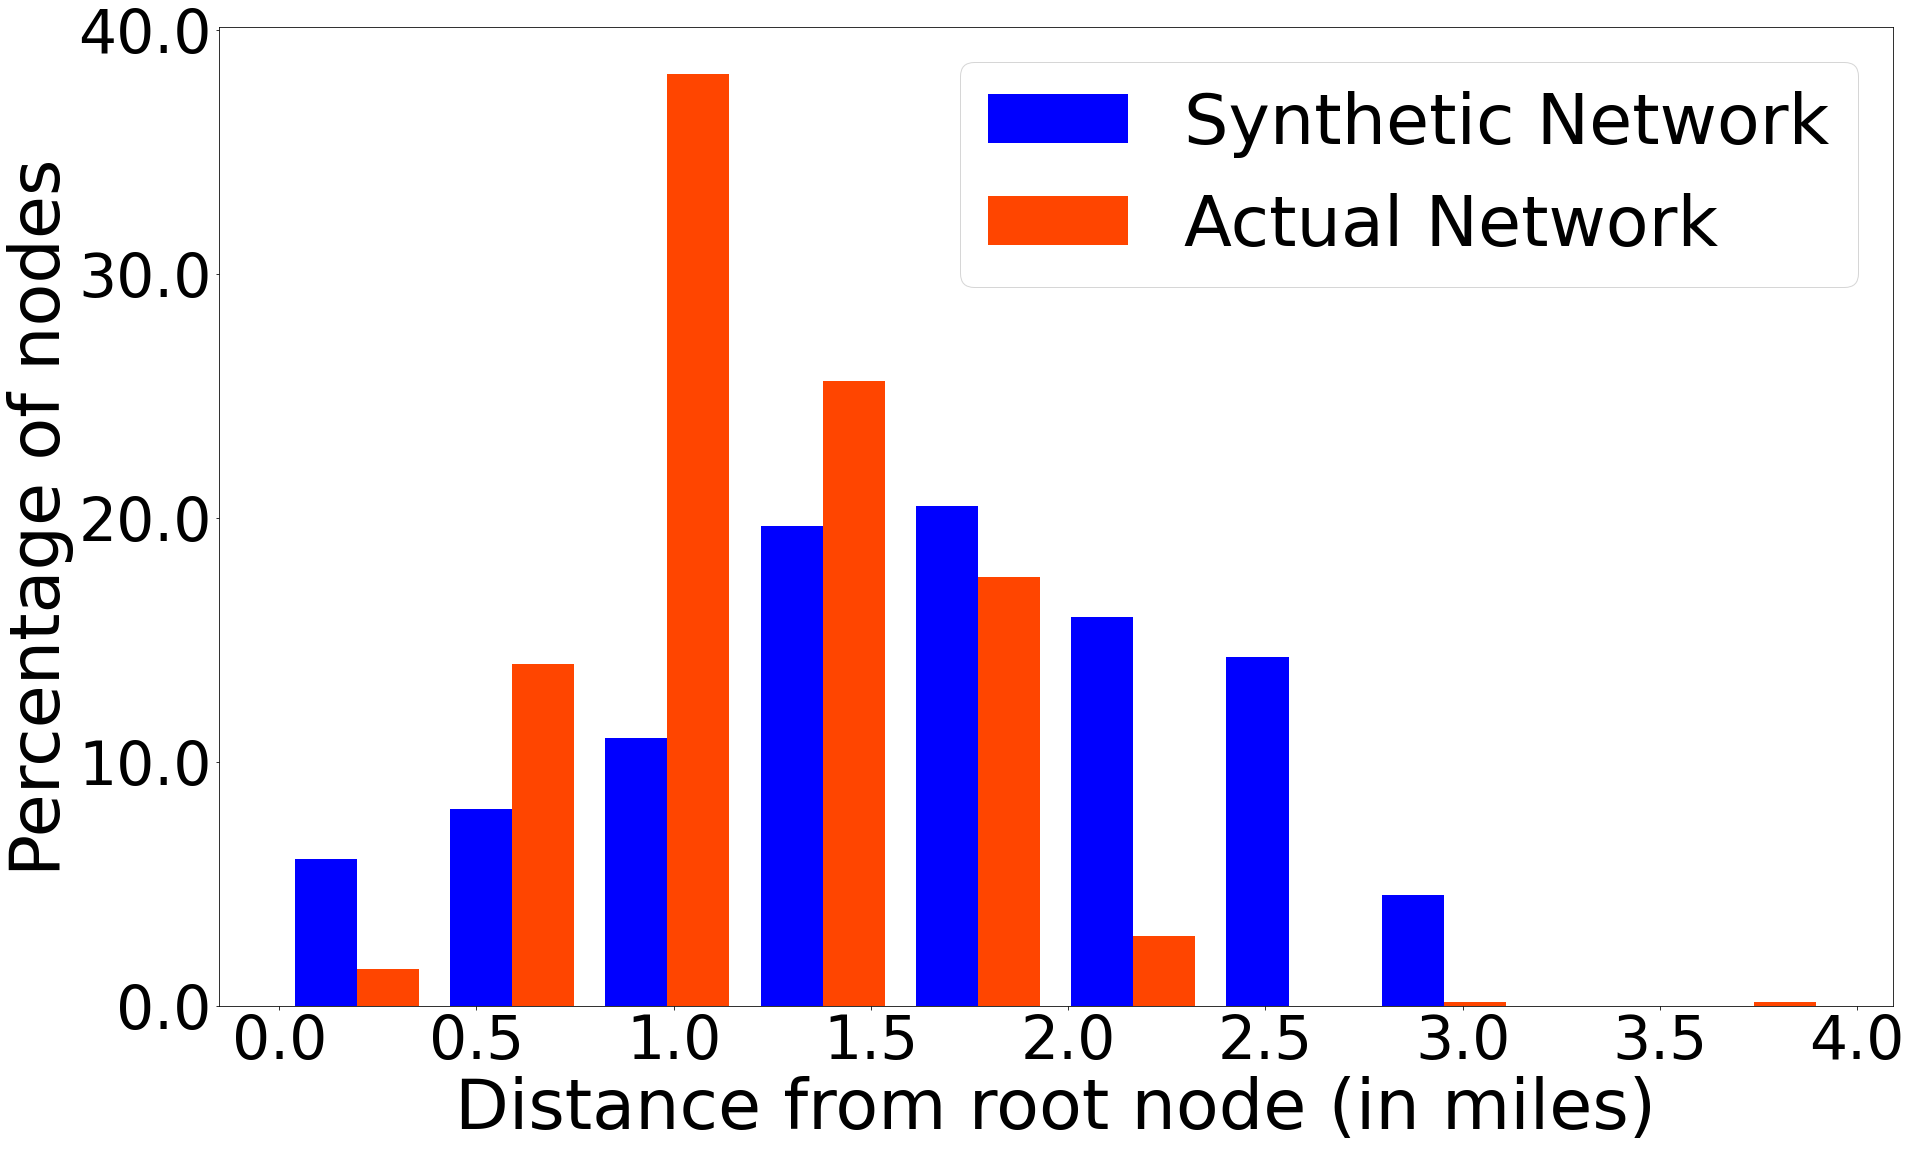 40.0
30.0
20.0
10.0
0.0
Percentage of nodes
Synthetic Network
Actual Network
0.0 0.5 1.0 1.5 2.0 2.5 3.0 3.5 4.0
Distance from root node (in miles)